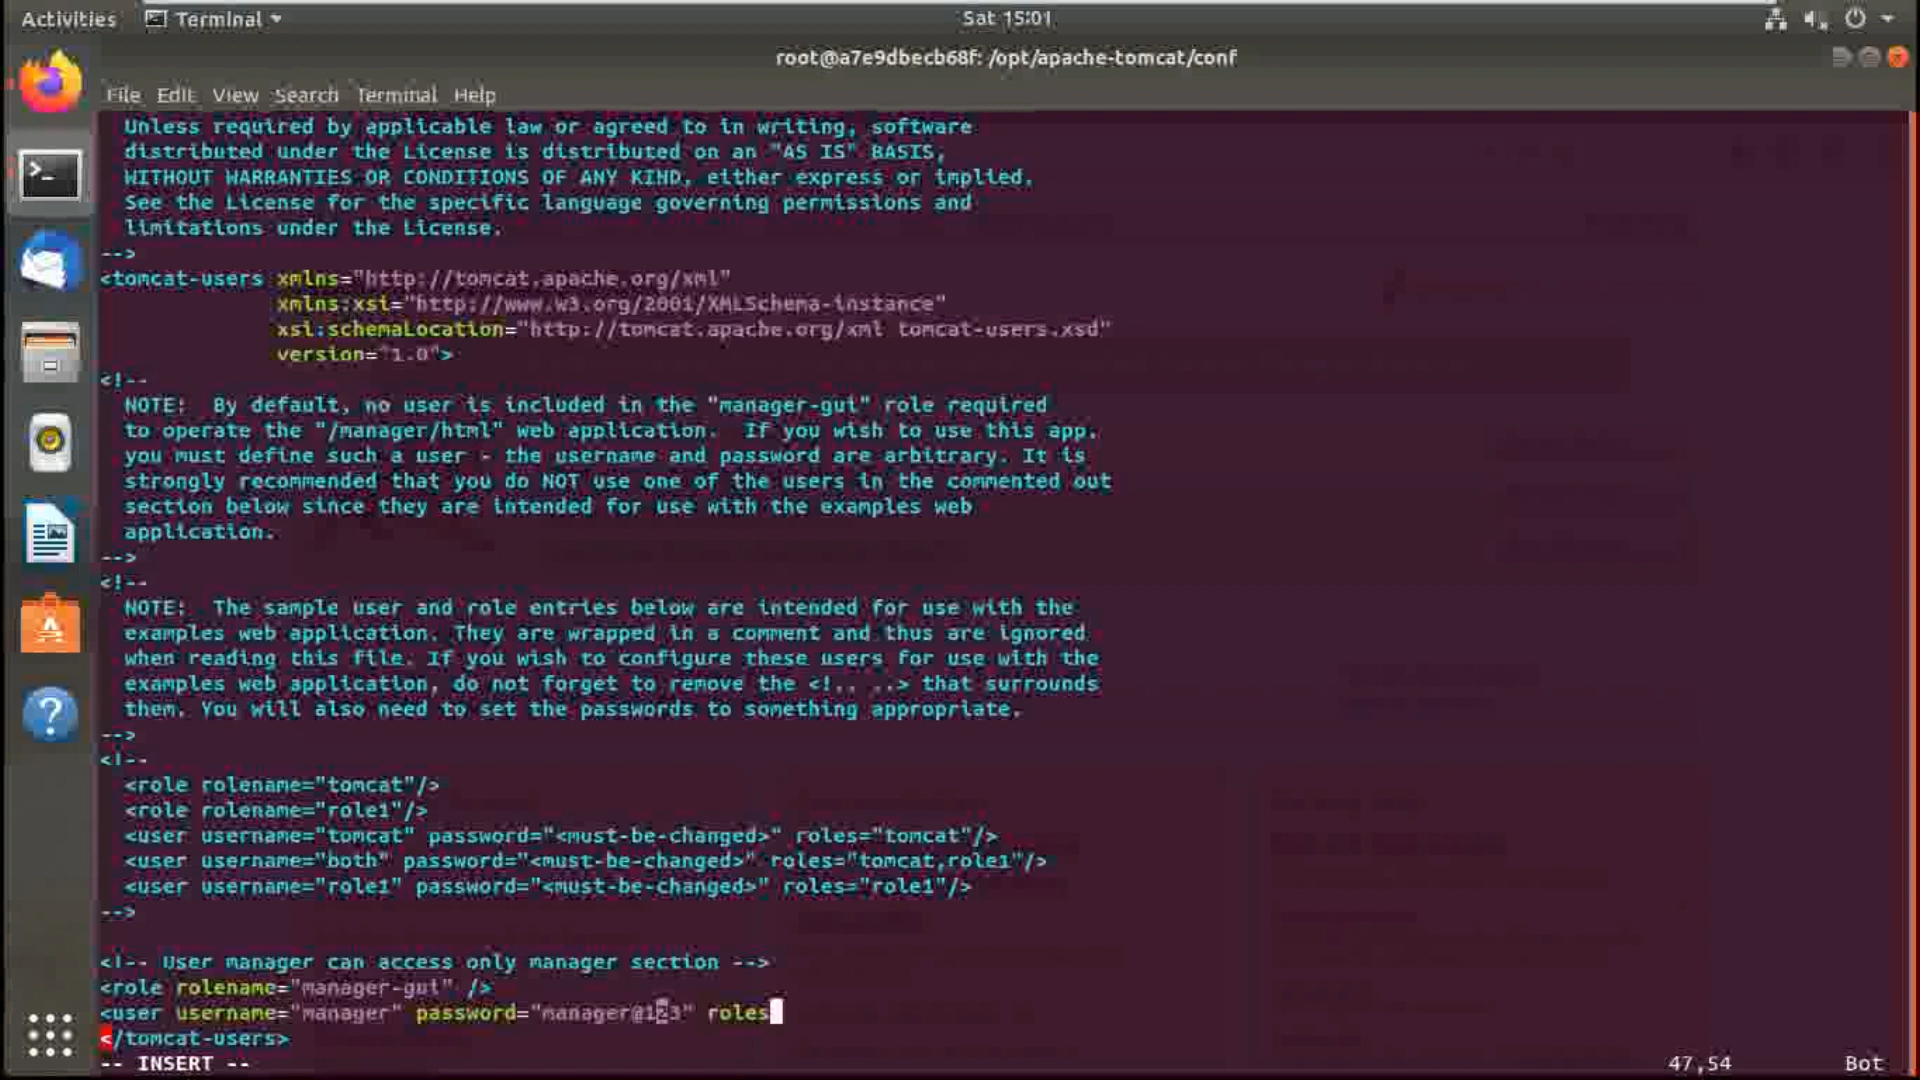 Activities Terminal Sat 15:01
root@a7e9dbecb68f: /opt/apache-tomcat/conf
File Edit View Search Terminal Help
Unless required by applicable law or agreed to in writing, software
distributed under the License is distributed on an "AS IS" BASIS,
WITHOUT WARRANTIES OR CONDITIONS OF ANY KIND, either express or implied.
See the License for the specific language governing permissions and
limitations under the License.
-->
<tomcat-users xmlns="http://tomcat.apache.org/xml"
xmlns:xsi="http://www.w3.org/2001/XMLSchema-instance"
xsi:schemaLocation="http://tomcat.apache.org/xml tomcat-users.xsd"
version="1.0">
<!--
NOTE:  By default, no user is included in the "manager-gui" role required
to operate the "/manager/html" web application.  If you wish to use this app,
you must define such a user - the username and password are arbitrary. It is
strongly recommended that you do NOT use one of the users in the commented out
section below since they are intended for use with the examples web
application.
-->
<!--
NOTE:  The sample user and role entries below are intended for use with the
examples web application. They are wrapped in a comment and thus are ignored
when reading this file. If you wish to configure these users for use with the
examples web application, do not forget to remove the <!.. ..> that surrounds
them. You will also need to set the passwords to something appropriate.
-->
<!--
<role rolename="tomcat"/>
<role rolename="role1"/>
<user username="tomcat" password="<must-be-changed>" roles="tomcat"/>
<user username="both" password="<must-be-changed>" roles="tomcat,role1"/>
<user username="role1" password="<must-be-changed>" roles="role1"/>
-->
<!-- User manager can access only manager section -->
<role rolename="manager-gui" />
<user username="manager" password="manager@123" roles
</tomcat-users>
-- INSERT -- 47,54 Bot